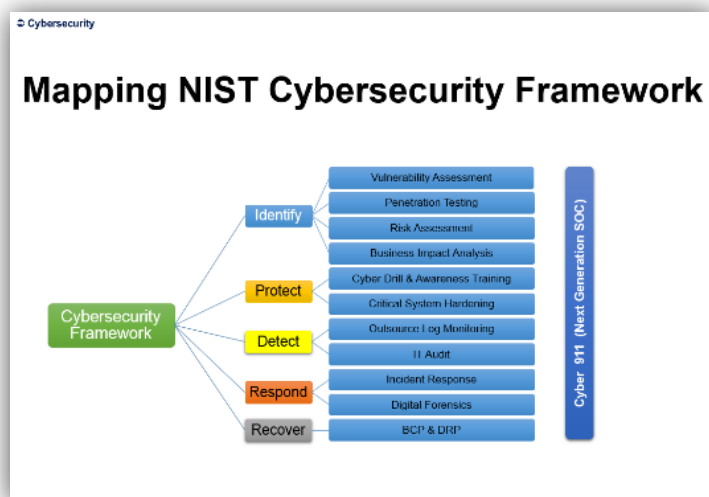 ➲ Cybersecurity
Mapping NIST Cybersecurity Framework
Cybersecurity
Framework
Identify
Vulnerability Assessment
Penetration Testing
Risk Assessment
Business Impact Analysis
Protect
Cyber Drill & Awareness Training
Critical System Hardening
Detect
Outsource Log Monitoring
IT Audit
Respond
Incident Response
Digital Forensics
Recover
BCP & DRP
Cyber 911 (Next Generation SOC)